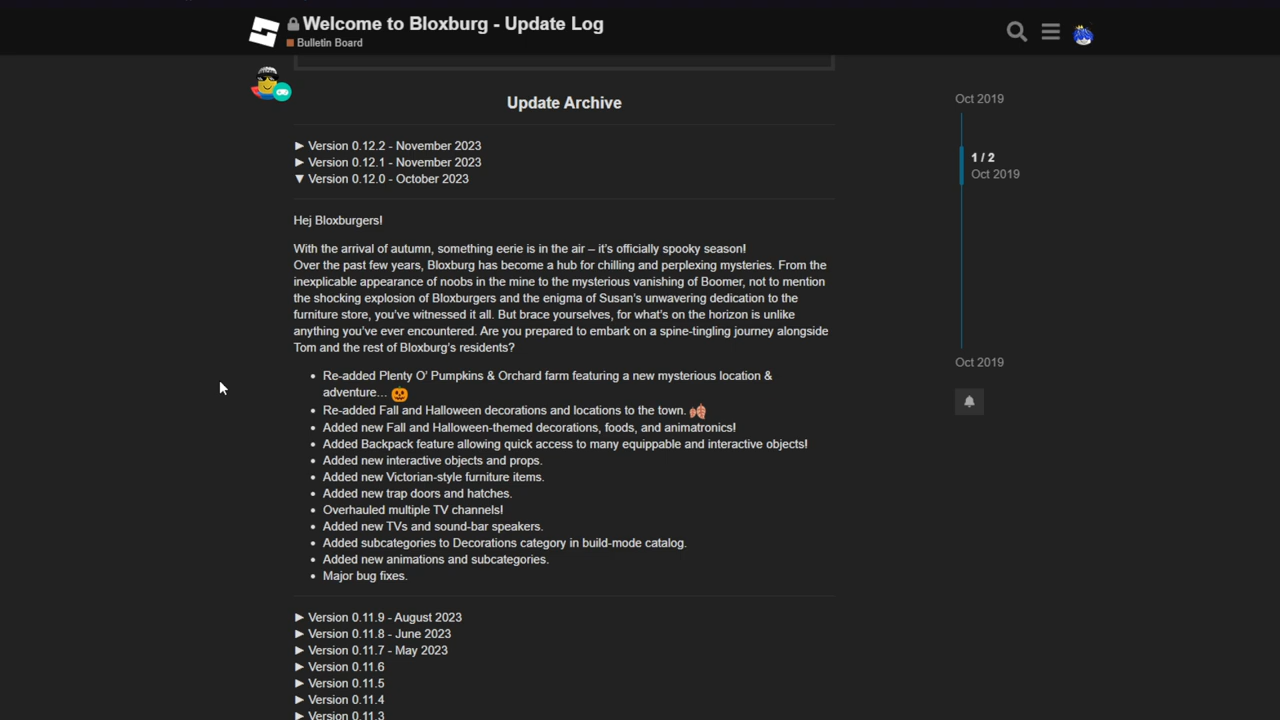 Welcome to Bloxburg - Update Log
Bulletin Board
Update Archive
▶ Version 0.12.2 - November 2023
▶ Version 0.12.1 - November 2023
▼ Version 0.12.0 - October 2023
Hej Bloxburgers!
With the arrival of autumn, something eerie is in the air – it's officially spooky season!
Over the past few years, Bloxburg has become a hub for chilling and perplexing mysteries. From the
inexplicable appearance of noobs in the mine to the mysterious vanishing of Boomer, not to mention
the shocking explosion of Bloxburgers and the enigma of Susan's unwavering dedication to the
furniture store, you've witnessed it all. But brace yourselves, for what's on the horizon is unlike
anything you've ever encountered. Are you prepared to embark on a spine-tingling journey alongside
Tom and the rest of Bloxburg's residents?
• Re-added Plenty O' Pumpkins & Orchard farm featuring a new mysterious location &
adventure... 🎃
• Re-added Fall and Halloween decorations and locations to the town. 🍂
• Added new Fall and Halloween-themed decorations, foods, and animatronics!
• Added Backpack feature allowing quick access to many equippable and interactive objects!
• Added new interactive objects and props.
• Added new Victorian-style furniture items.
• Added new trap doors and hatches.
• Overhauled multiple TV channels!
• Added new TVs and sound-bar speakers.
• Added subcategories to Decorations category in build-mode catalog.
• Added new animations and subcategories.
• Major bug fixes.
▶ Version 0.11.9 - August 2023
▶ Version 0.11.8 - June 2023
▶ Version 0.11.7 - May 2023
▶ Version 0.11.6
▶ Version 0.11.5
▶ Version 0.11.4
▶ Version 0.11.3
Oct 2019
1 / 2
Oct 2019
Oct 2019